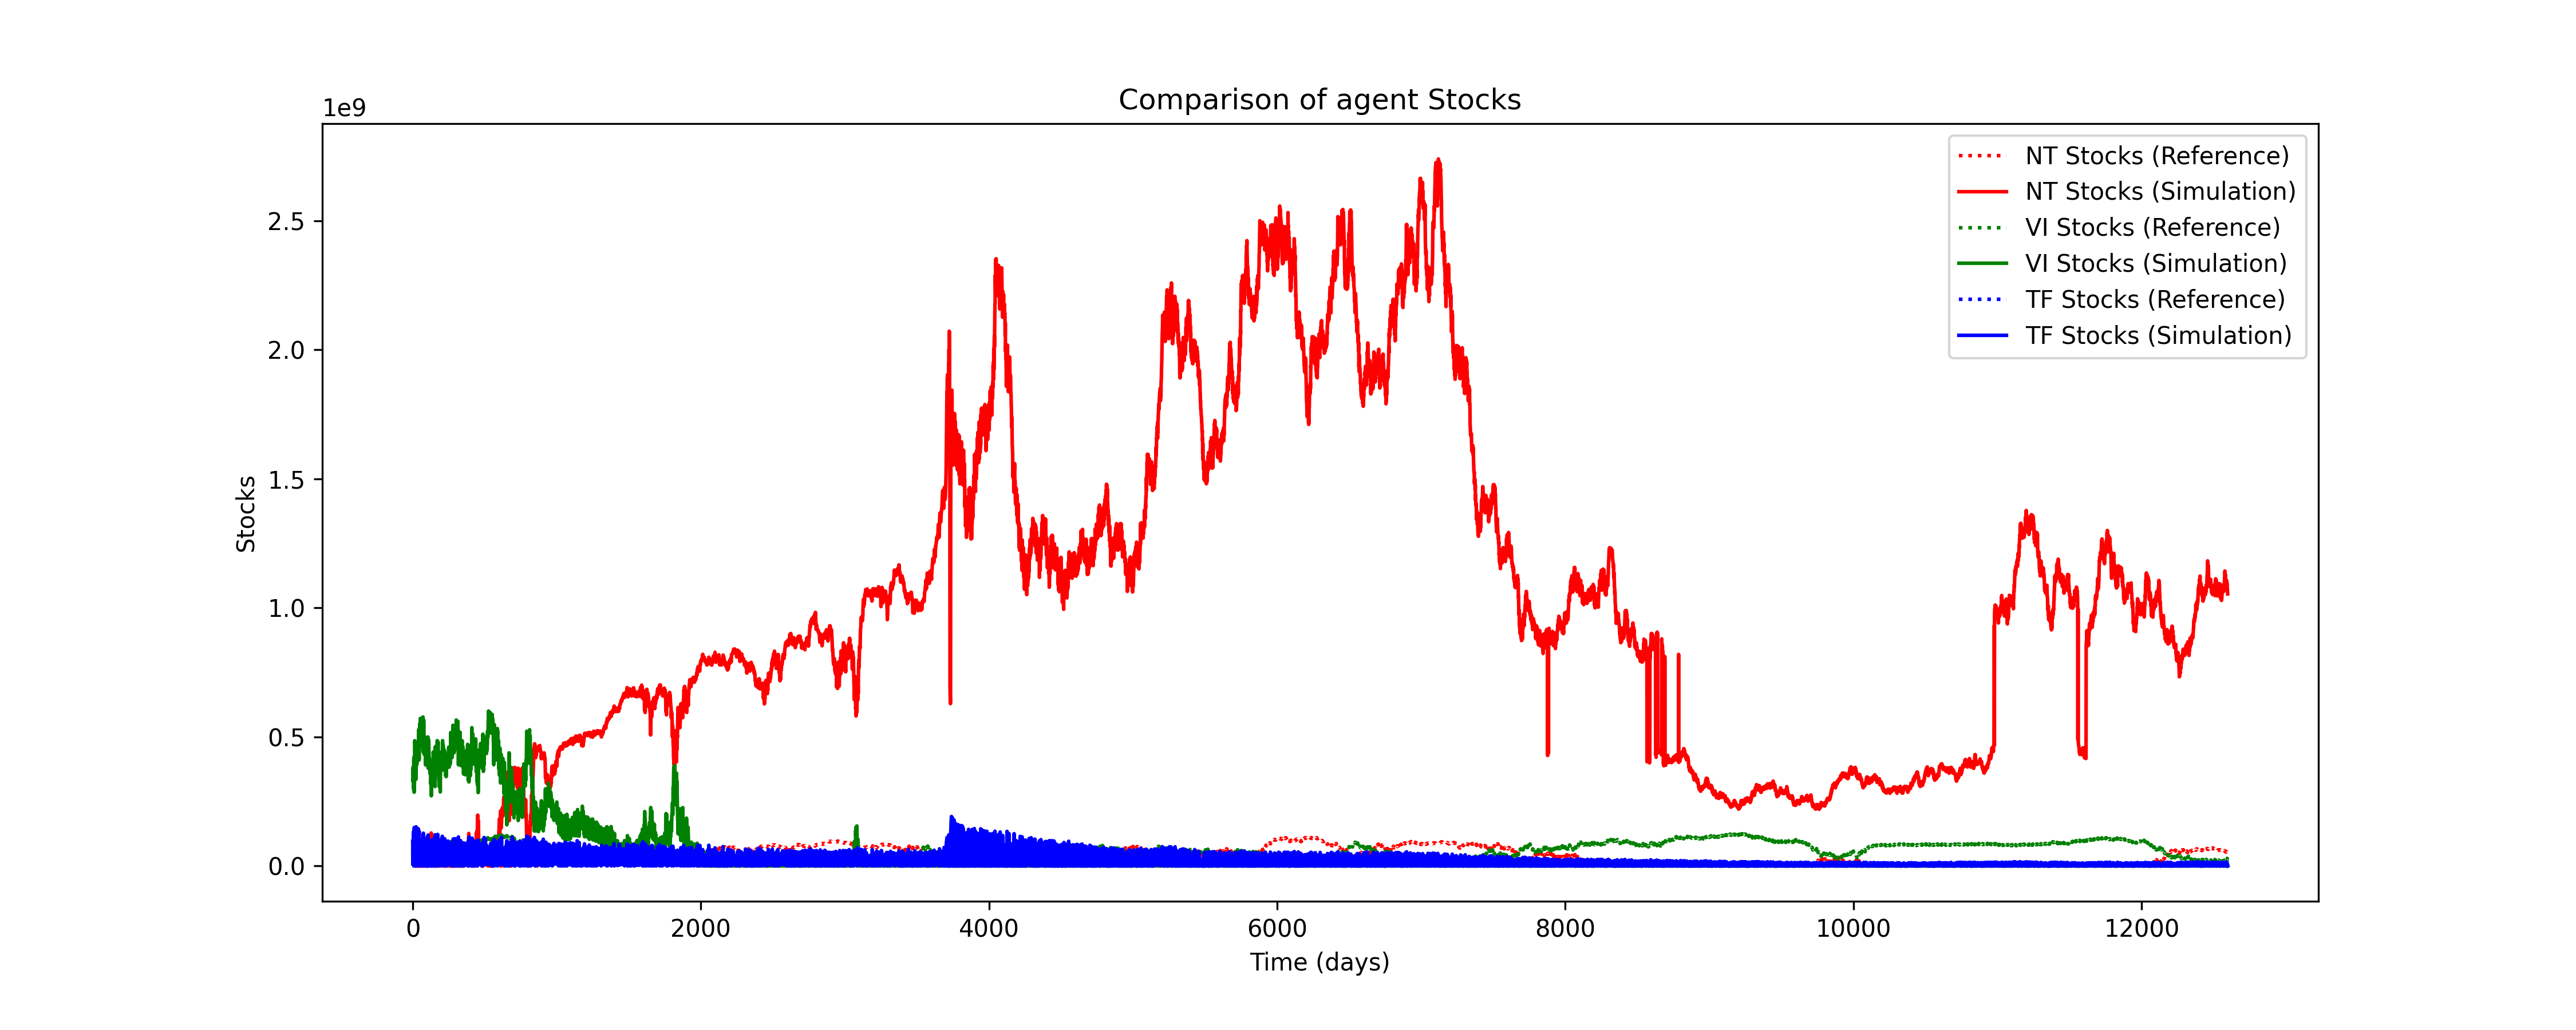 Comparison of agent Stocks
1e9
NT Stocks (Reference)
NT Stocks (Simulation)
VI Stocks (Reference)
VI Stocks (Simulation)
TF Stocks (Reference)
TF Stocks (Simulation)
2.5
2.0
1.5
1.0
0.5
0.0
Stocks
0 2000 4000 6000 8000 10000 12000
Time (days)